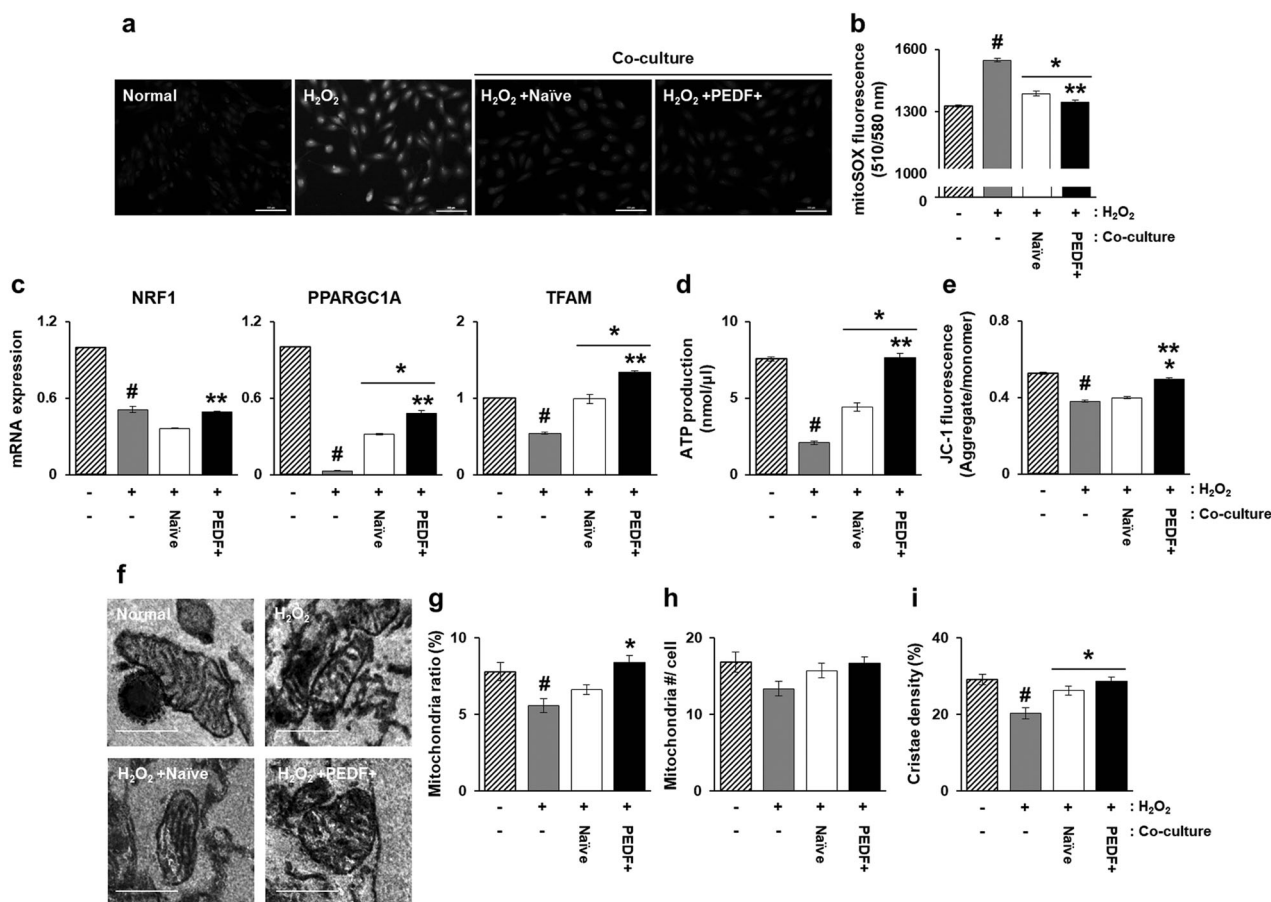 a
Co-culture
Normal
H₂O₂
H₂O₂ +Naïve
H₂O₂ +PEDF+
b
mitoSOX fluorescence
(510/580 nm)
1600
1300
1000
0
#
*
**
- + + + : H₂O₂
- - Naïve PEDF+ : Co-culture
c
mRNA expression
NRF1
1.2
0.6
0
#
**
- + + +
- - Naïve PEDF+
PPARGC1A
1.2
0.6
0
#
*
**
- + + +
- - Naïve PEDF+
TFAM
2
1
0
#
*
**
- + + +
- - Naïve PEDF+
d
ATP production
(nmol/µl)
10
5
0
#
*
**
- + + +
- - Naïve PEDF+
e
JC-1 fluorescence
(Aggregate/monomer)
0.8
0.4
0
#
**
*
- + + + : H₂O₂
- - Naïve PEDF+ : Co-culture
f
Normal
H₂O₂
H₂O₂ +Naïve
H₂O₂ +PEDF+
g
Mitochondria ratio (%)
10
5
0
#
*
- + + +
- - Naïve PEDF+
h
Mitochondria #/ cell
20
10
0
- + + +
- - Naïve PEDF+
i
Cristae density (%)
40
20
0
#
*
- + + + : H₂O₂
- - Naïve PEDF+ : Co-culture